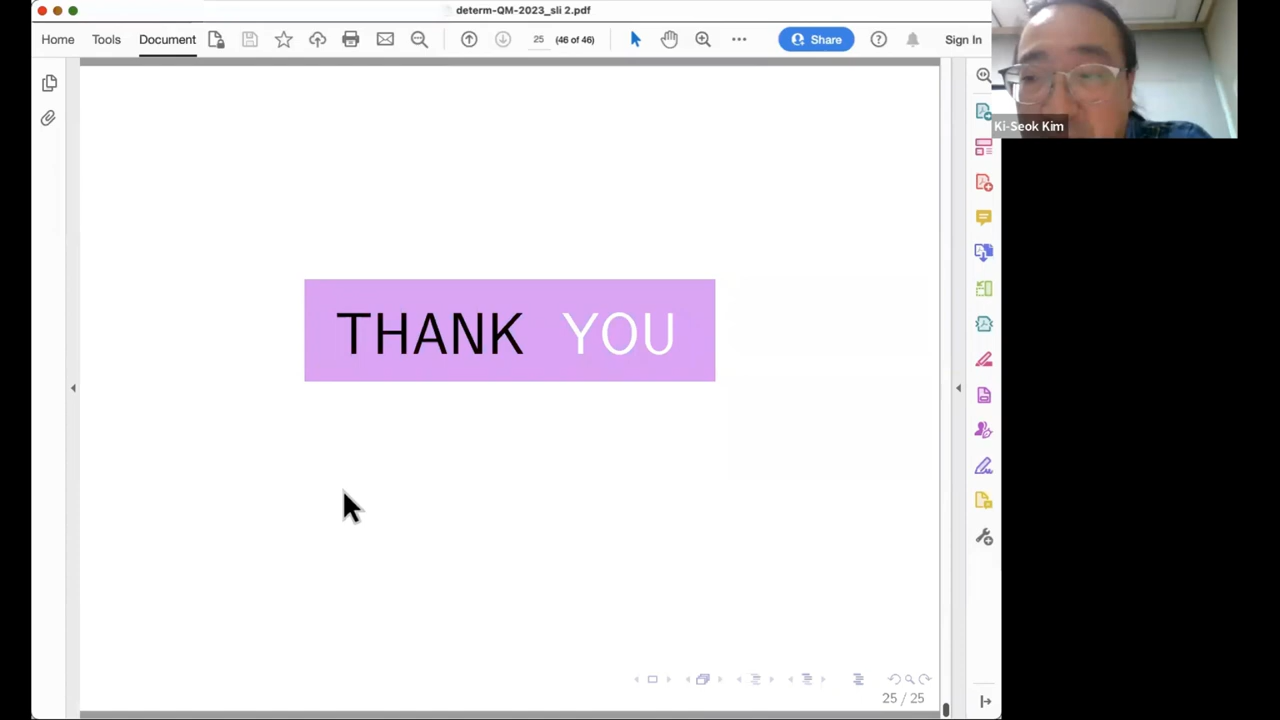 determ-QM-2023_sli 2.pdf
Home Tools Document 25 (46 of 46) Share Sign In
Ki-Seok Kim
THANK YOU
25 / 25